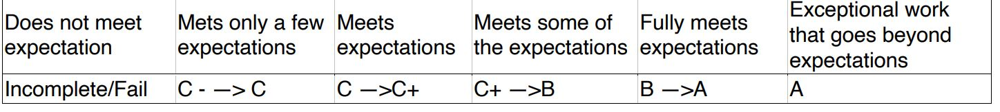 Does not meet expectation
Mets only a few expectations
Meets expectations
Meets some of the expectations
Fully meets expectations
Exceptional work that goes beyond expectations
Incomplete/Fail
C - —> C
C —>C+
C+ —>B
B —>A
A